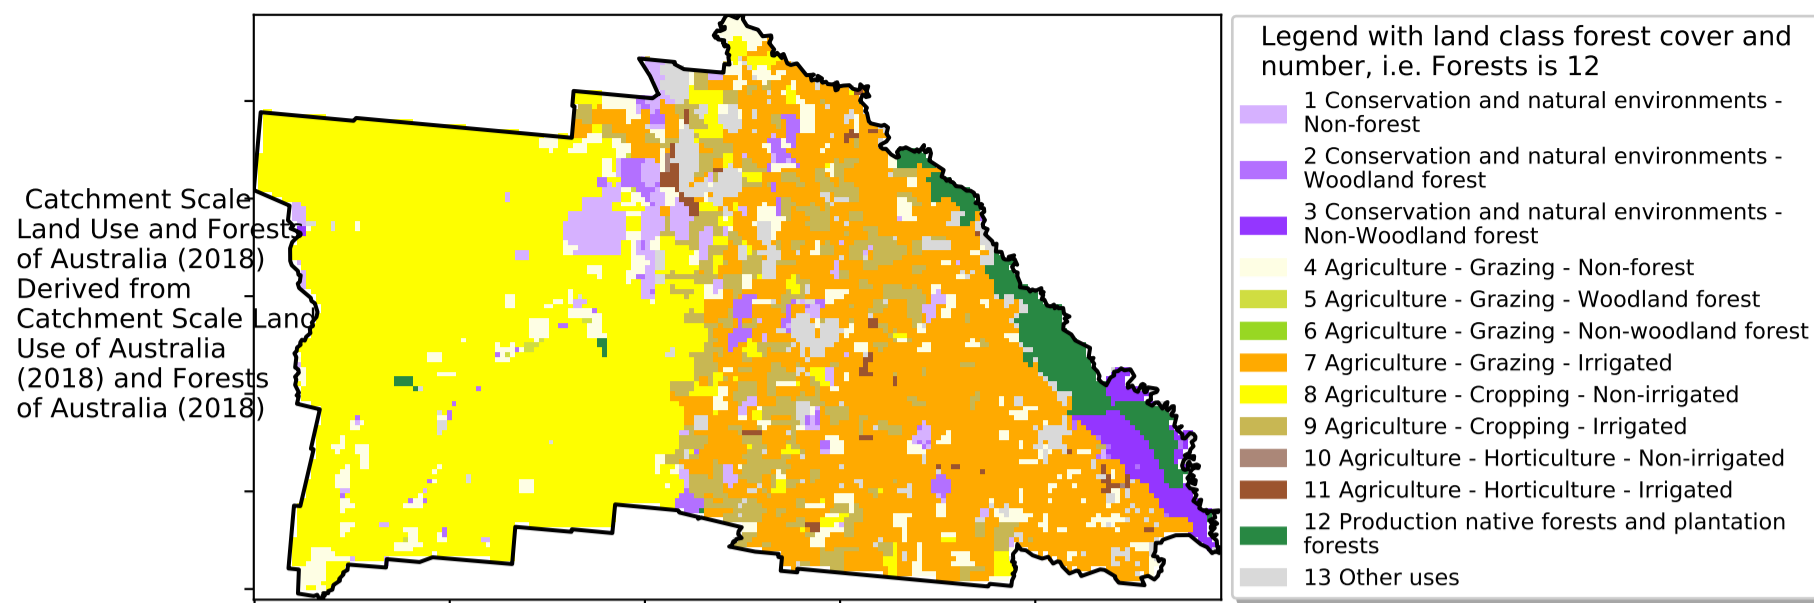 Catchment Scale
Land Use and Forests
of Australia (2018)
Derived from
Catchment Scale Land
Use of Australia
(2018) and Forests
of Australia (2018)
Legend with land class forest cover and
number, i.e. Forests is 12
1 Conservation and natural environments -
Non-forest
2 Conservation and natural environments -
Woodland forest
3 Conservation and natural environments -
Non-Woodland forest
4 Agriculture - Grazing - Non-forest
5 Agriculture - Grazing - Woodland forest
6 Agriculture - Grazing - Non-woodland forest
7 Agriculture - Grazing - Irrigated
8 Agriculture - Cropping - Non-irrigated
9 Agriculture - Cropping - Irrigated
10 Agriculture - Horticulture - Non-irrigated
11 Agriculture - Horticulture - Irrigated
12 Production native forests and plantation
forests
13 Other uses